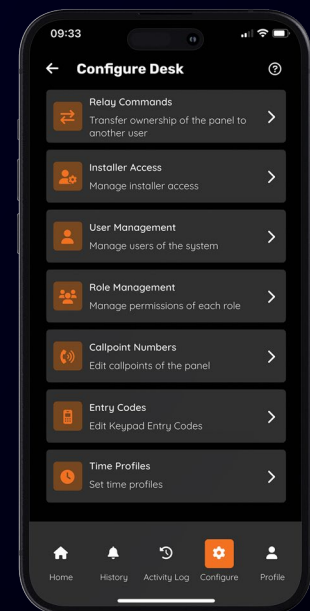 09:33
Configure Desk
Relay Commands
Transfer ownership of the panel to
another user
Installer Access
Manage installer access
User Management
Manage users of the system
Role Management
Manage permissions of each role
Callpoint Numbers
Edit callpoints of the panel
Entry Codes
Edit Keypad Entry Codes
Time Profiles
Set time profiles
Home History Activity Log Configure Profile